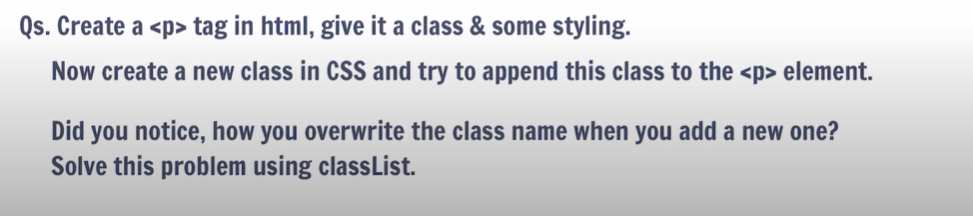 Qs. Create a <p> tag in html, give it a class & some styling.
Now create a new class in CSS and try to append this class to the <p> element.
Did you notice, how you overwrite the class name when you add a new one?
Solve this problem using classList.